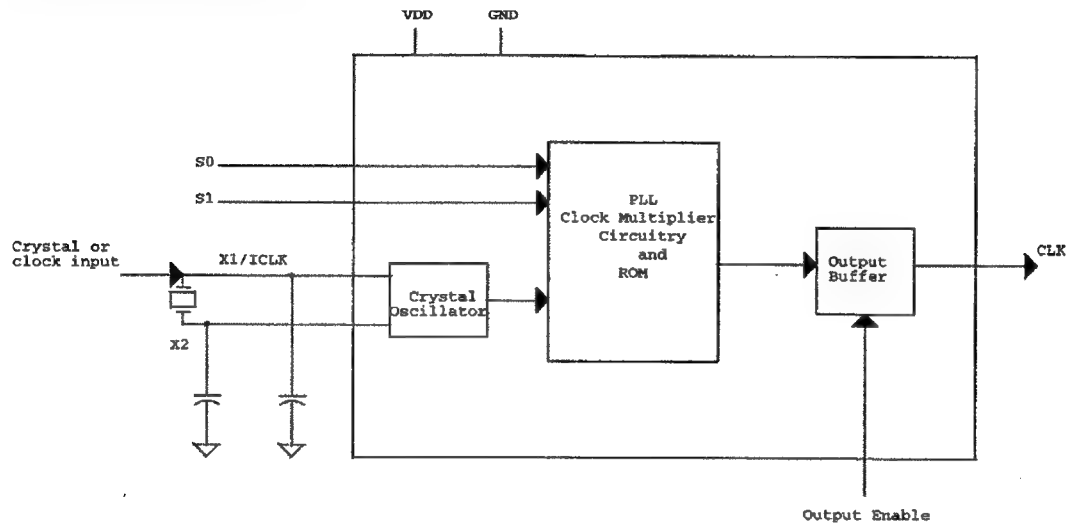 VDD GND
S0
S1
PLL
Clock Multiplier
Circuitry
and
ROM
Crystal or
clock input
X1/ICLK
X2
Crystal
Oscillator
Output
Buffer
CLK
Output Enable